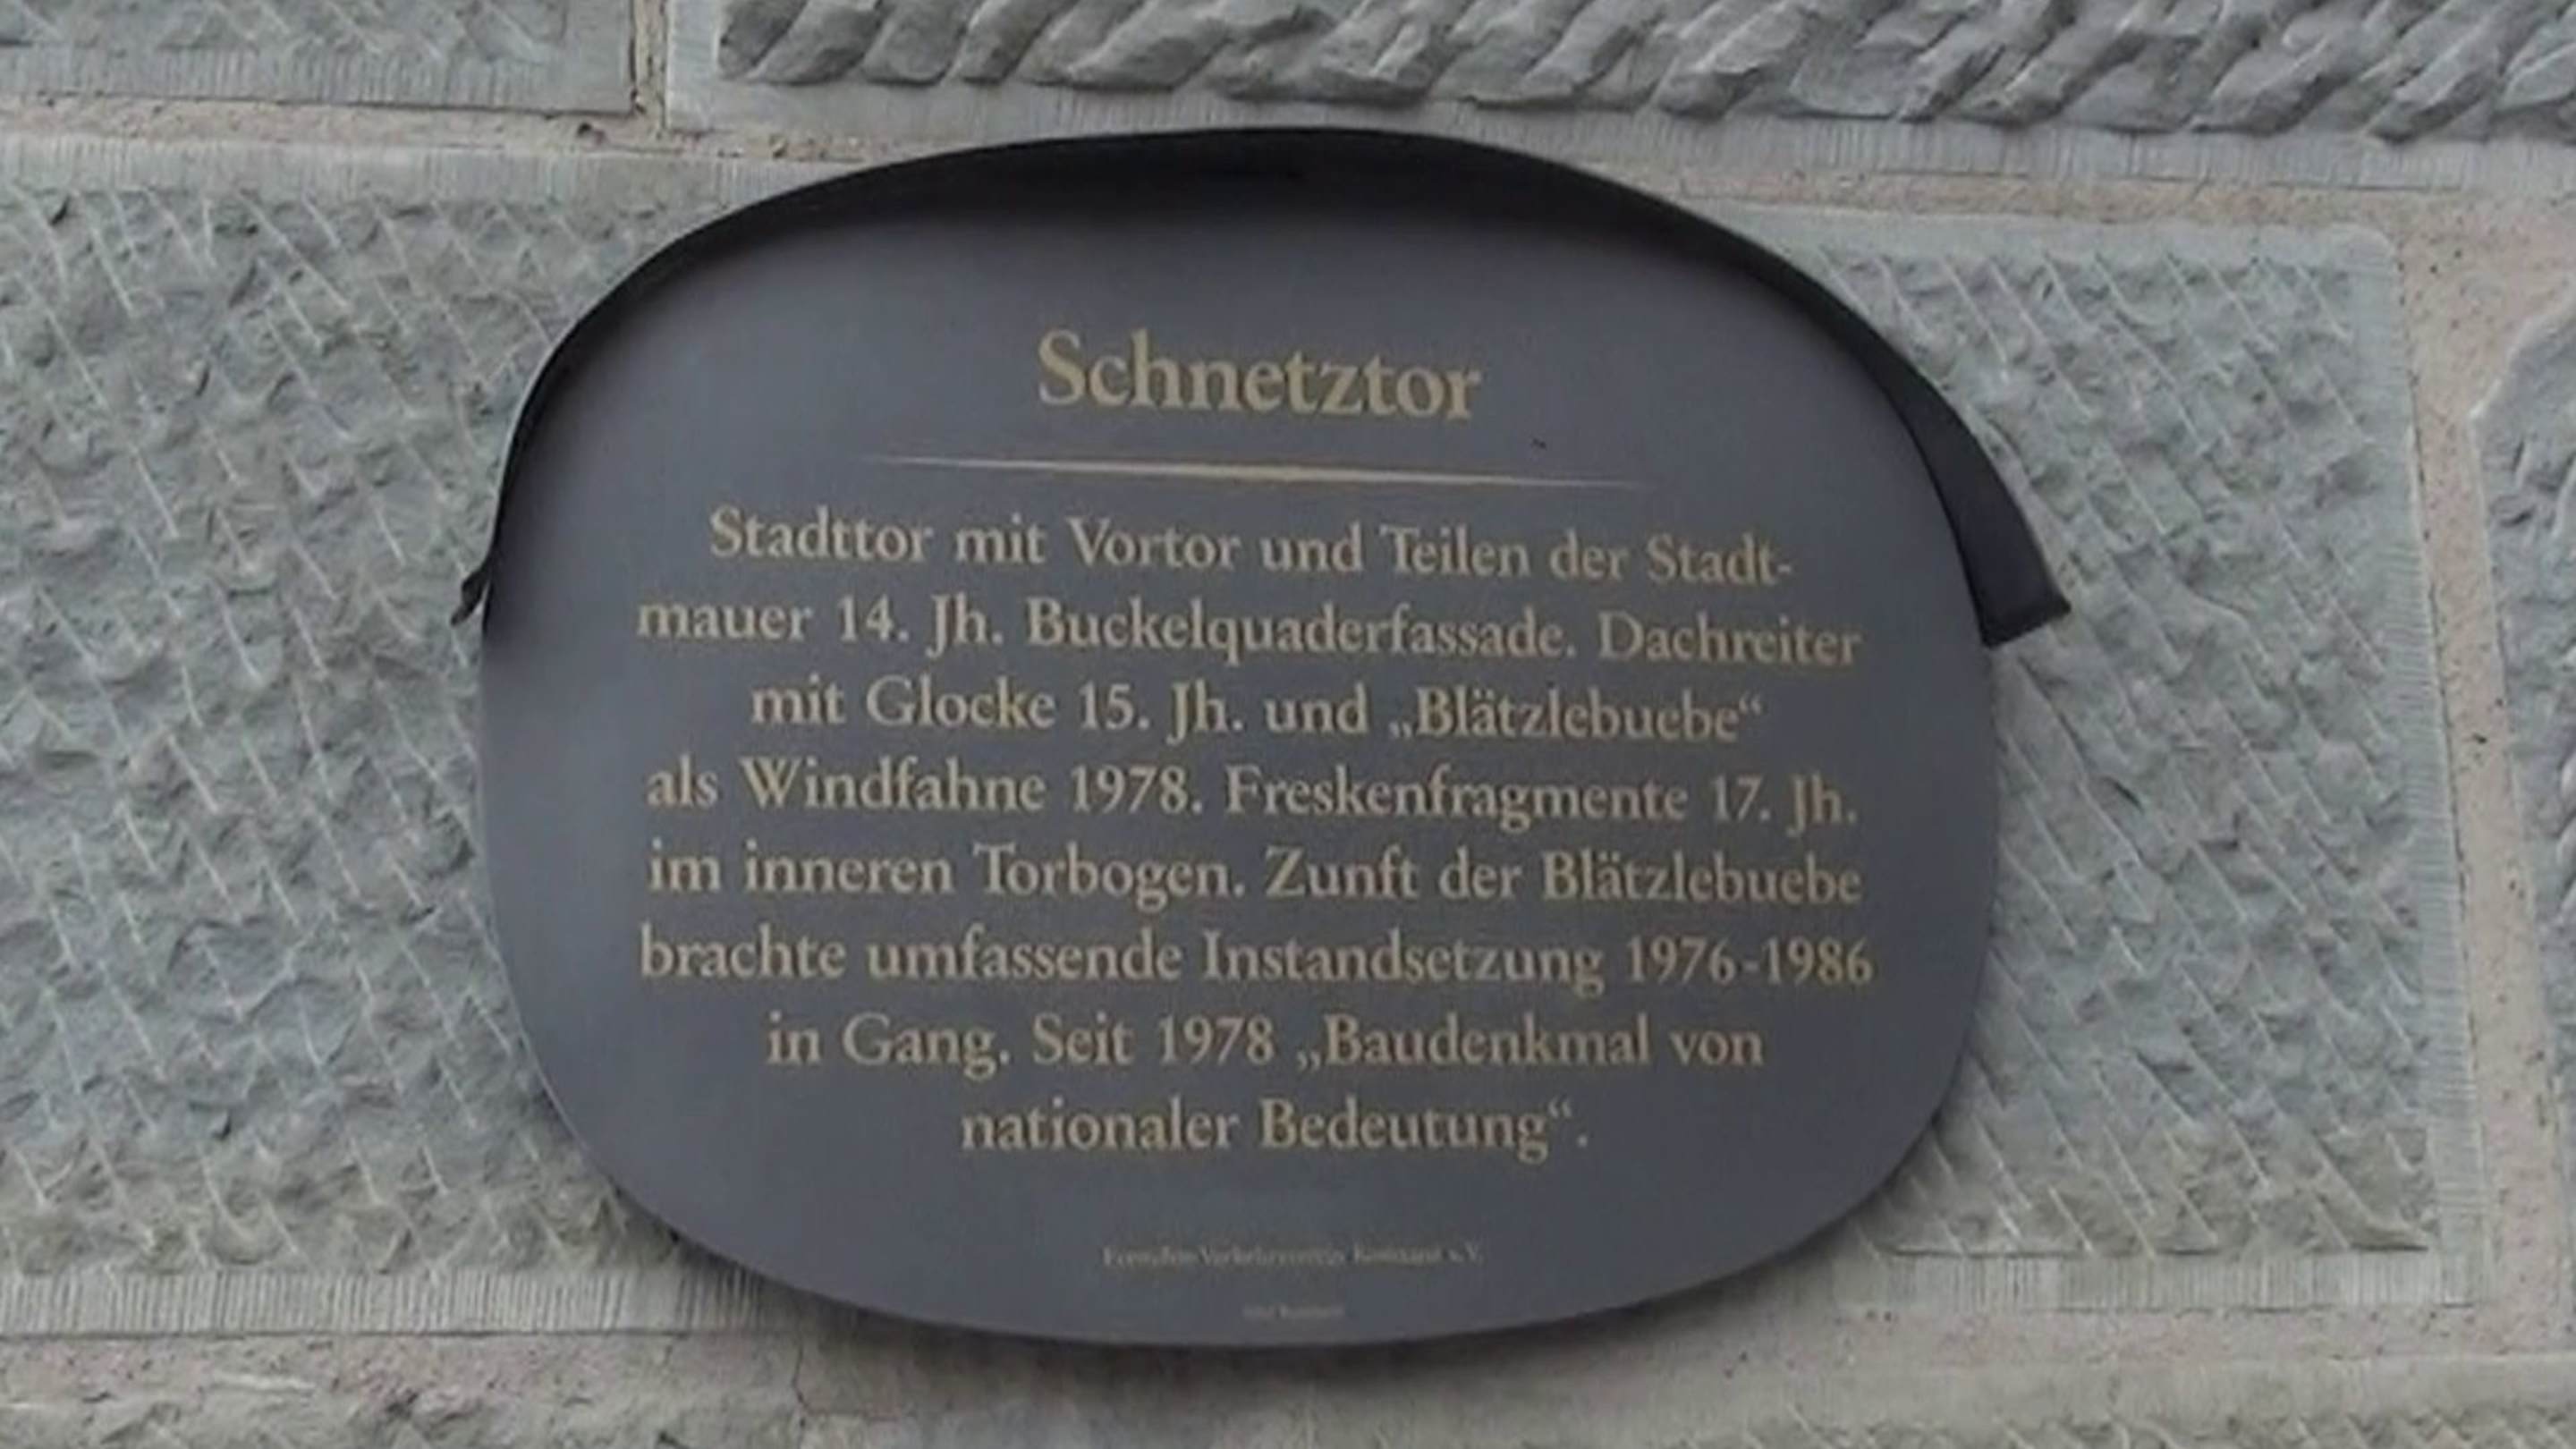 Schnetztor
Stadttor mit Vortor und Teilen der Stadt-
mauer 14. Jh. Buckelquaderfassade. Dachreiter
mit Glocke 15. Jh. und „Blätzlebuebe“
als Windfahne 1978. Freskenfragmente 17. Jh.
im inneren Torbogen. Zunft der Blätzlebuebe
brachte umfassende Instandsetzung 1976-1986
in Gang. Seit 1978 „Baudenkmal von
nationaler Bedeutung“.
Konstanz e.V.